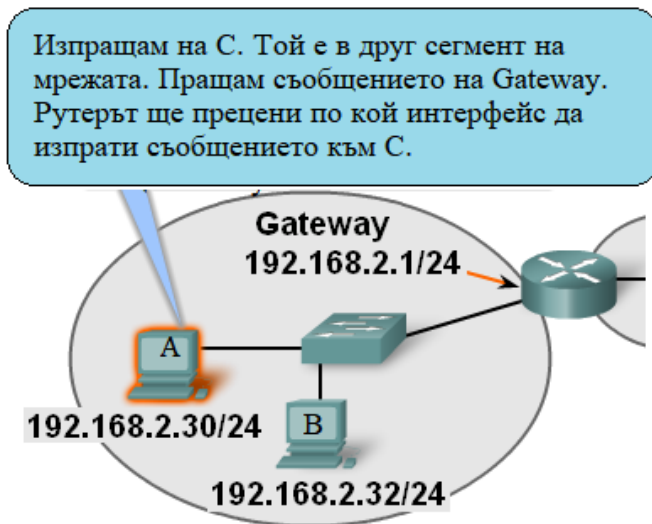 Изпращам на С. Той е в друг сегмент на
мрежата. Пращам съобщението на Gateway.
Рутерът ще прецени по кой интерфейс да
изпрати съобщението към С.
Gateway
192.168.2.1/24
A
192.168.2.30/24
B
192.168.2.32/24